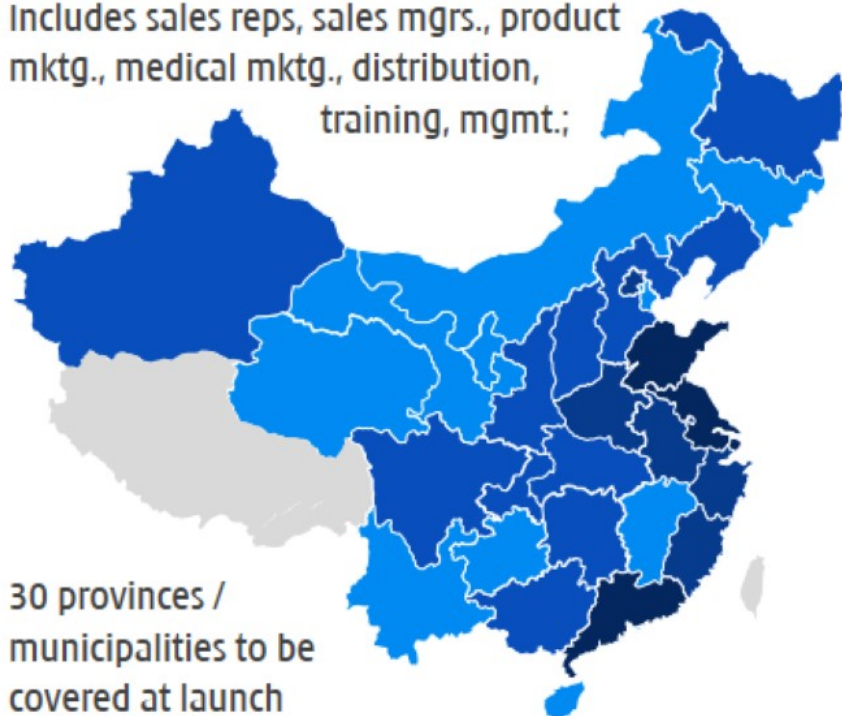 Includes sales reps, sales mgrs., product
mktg., medical mktg., distribution,
training, mgmt.;
30 provinces /
municipalities to be
covered at launch